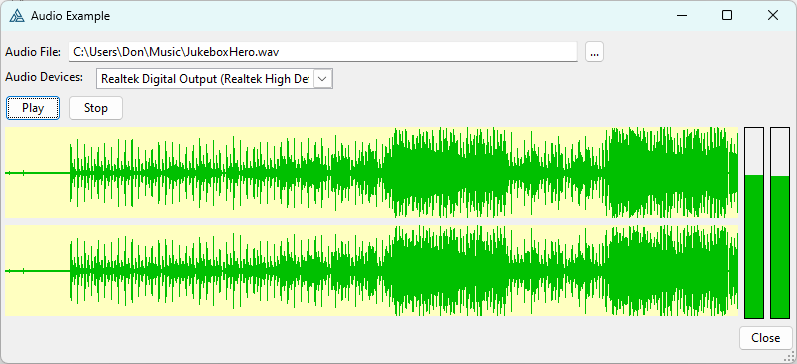 Audio Example
Audio File: C:\Users\Don\Music\JukeboxHero.wav ...
Audio Devices: Realtek Digital Output (Realtek High De
Play Stop
Close